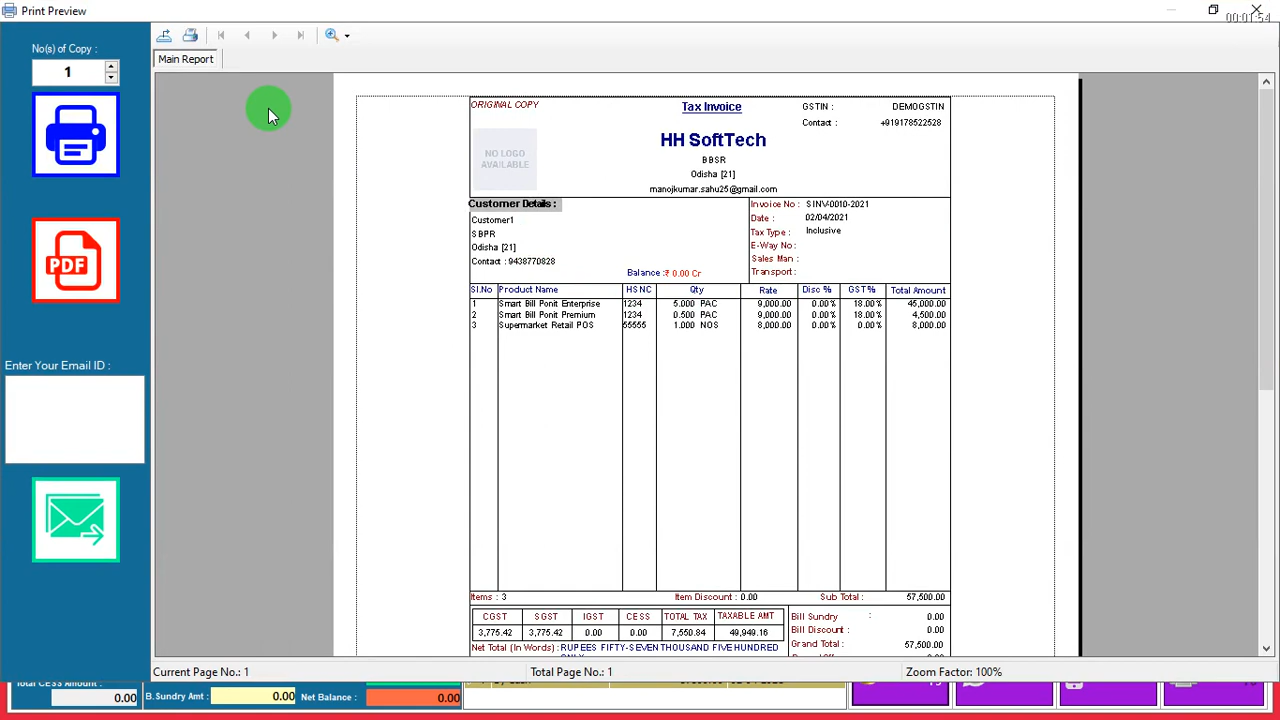 Print Preview
00:01:54
No(s) of Copy :
1
Main Report
PDF
Enter Your Email ID :
ORIGINAL COPY
Tax Invoice
GSTIN : DEMOGSTIN
Contact : +919178522528
NO LOGO
AVAILABLE
HH SoftTech
BBSR
Odisha [21]
manojkumar.sahu25@gmail.com
Customer Details :
Customer1
SBPR
Odisha [21]
Contact : 9438770828
Balance :₹ 0.00 Cr
Invoice No : SINV-0010-2021
Date : 02/04/2021
Tax Type : Inclusive
E-Way No :
Sales Man :
Transport :
Sl.No Product Name HSNC Qty Rate Disc % GST% Total Amount
1 Smart Bill Ponit Enterprise 1234 5.000 PAC 9,000.00 0.00% 18.00% 45,000.00
2 Smart Bill Ponit Premium 1234 0.500 PAC 9,000.00 0.00% 18.00% 4,500.00
3 Supermarket Retail POS 55555 1.000 NOS 8,000.00 0.00% 0.00% 8,000.00
Items : 3 Item Discount : 0.00 Sub Total : 57,500.00
CGST SGST IGST CESS TOTAL TAX TAXABLE AMT
3,775.42 3,775.42 0.00 0.00 7,550.84 49,949.16
Bill Sundry : 0.00
Bill Discount : 0.00
Grand Total : 57,500.00
Net Total (In Words) : RUPEES FIFTY-SEVEN THOUSAND FIVE HUNDRED
Current Page No.: 1
Total Page No.: 1
Zoom Factor: 100%
Total CESS Amount : 0.00
B.Sundry Amt : 0.00
Net Balance : 0.00